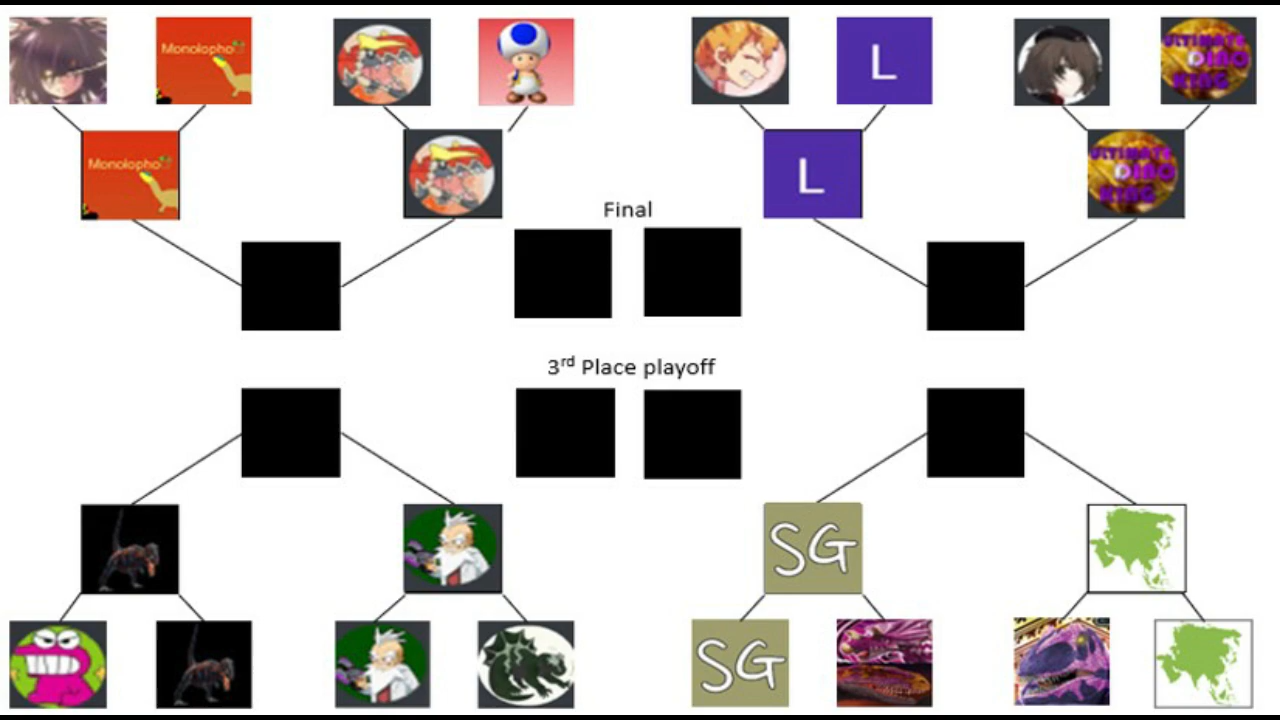 Monolopho
L
ULTIMATE
DINO
KING
Monolopho
L
ULTIMATE
DINO
KING
Final
3rd Place playoff
SG
SG